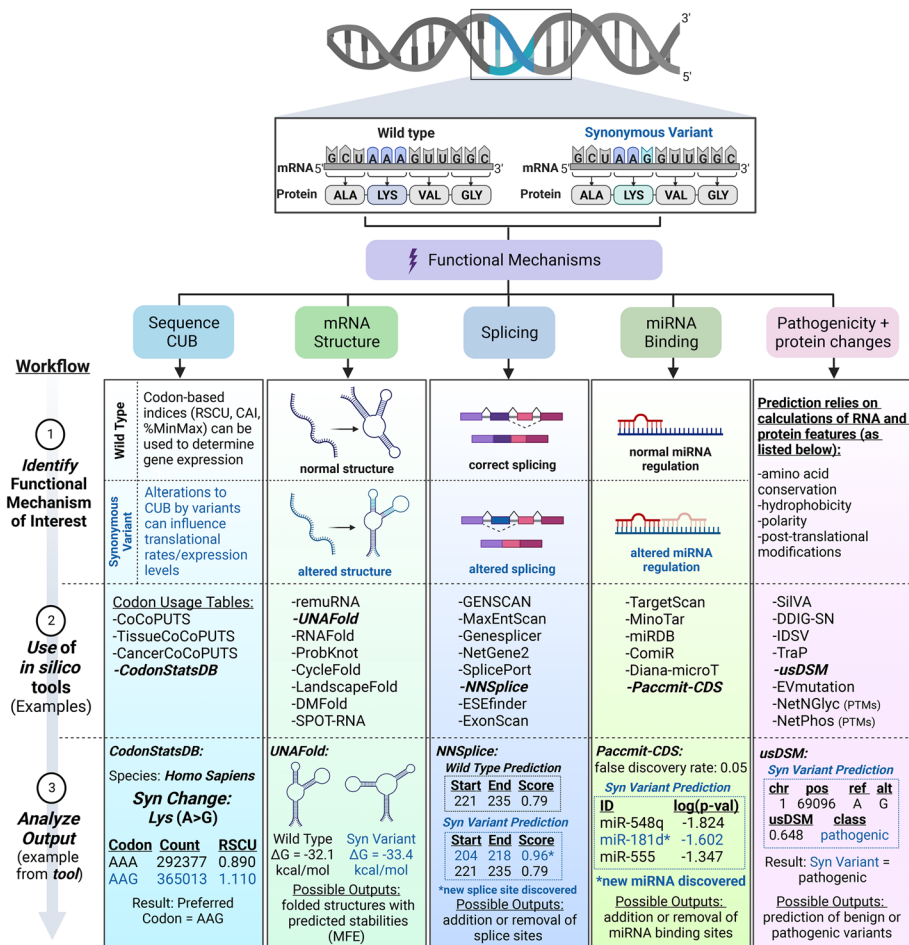 3'
5'
Wild type
Synonymous Variant
mRNA 5' G C U A A A G U U G G C 3'
mRNA 5' G C U A A G G U U G G C 3'
Protein ALA LYS VAL GLY
Protein ALA LYS VAL GLY
Functional Mechanisms
Workflow
Sequence
CUB
mRNA
Structure
Splicing
miRNA
Binding
Pathogenicity +
protein changes
1
Identify
Functional
Mechanism
of Interest
Wild Type
Codon-based
indices (RSCU, CAI,
%MinMax) can be
used to determine
gene expression
normal structure
correct splicing
normal miRNA
regulation
Prediction relies on
calculations of RNA and
protein features (as
listed below):
-amino acid
conservation
-hydrophobicity
-polarity
-post-translational
modifications
Synonymous
Variant
Alterations to
CUB by variants
can influence
translational
rates/expression
levels
altered structure
altered splicing
altered miRNA
regulation
2
Use of
in silico
tools
(Examples)
Codon Usage Tables:
-CoCoPUTS
-TissueCoCoPUTS
-CancerCoCoPUTS
-CodonStatsDB
-remuRNA
-UNAFold
-RNAFold
-ProbKnot
-CycleFold
-LandscapeFold
-DMFold
-SPOT-RNA
-GENSCAN
-MaxEntScan
-Genesplicer
-NetGene2
-SplicePort
-NNSplice
-ESEfinder
-ExonScan
-TargetScan
-MinoTar
-miRDB
-ComiR
-Diana-microT
-Paccmit-CDS
-SilVA
-DDIG-SN
-IDSV
-TraP
-usDSM
-EVmutation
-NetNGlyc (PTMs)
-NetPhos (PTMs)
3
Analyze
Output
(example
from tool)
CodonStatsDB:
Species: Homo Sapiens
Syn Change:
Lys (A>G)
Codon Count RSCU
AAA 292377 0.890
AAG 365013 1.110
Result: Preferred
Codon = AAG
UNAFold:
Wild Type
ΔG = -32.1
kcal/mol
Syn Variant
ΔG = -33.4
kcal/mol
Possible Outputs:
folded structures with
predicted stabilities
(MFE)
NNSplice:
Wild Type Prediction
Start End Score
221 235 0.79
Syn Variant Prediction
Start End Score
204 218 0.96*
221 235 0.79
*new splice site discovered
Possible Outputs:
addition or removal of
splice sites
Paccmit-CDS:
false discovery rate: 0.05
Syn Variant Prediction
ID log(p-val)
miR-548q -1.824
miR-181d* -1.602
miR-555 -1.347
*new miRNA discovered
Possible Outputs:
addition or removal of
miRNA binding sites
usDSM:
Syn Variant Prediction
chr pos ref alt
1 69096 A G
usDSM class
0.648 pathogenic
Result: Syn Variant =
pathogenic
Possible Outputs:
prediction of benign or
pathogenic variants